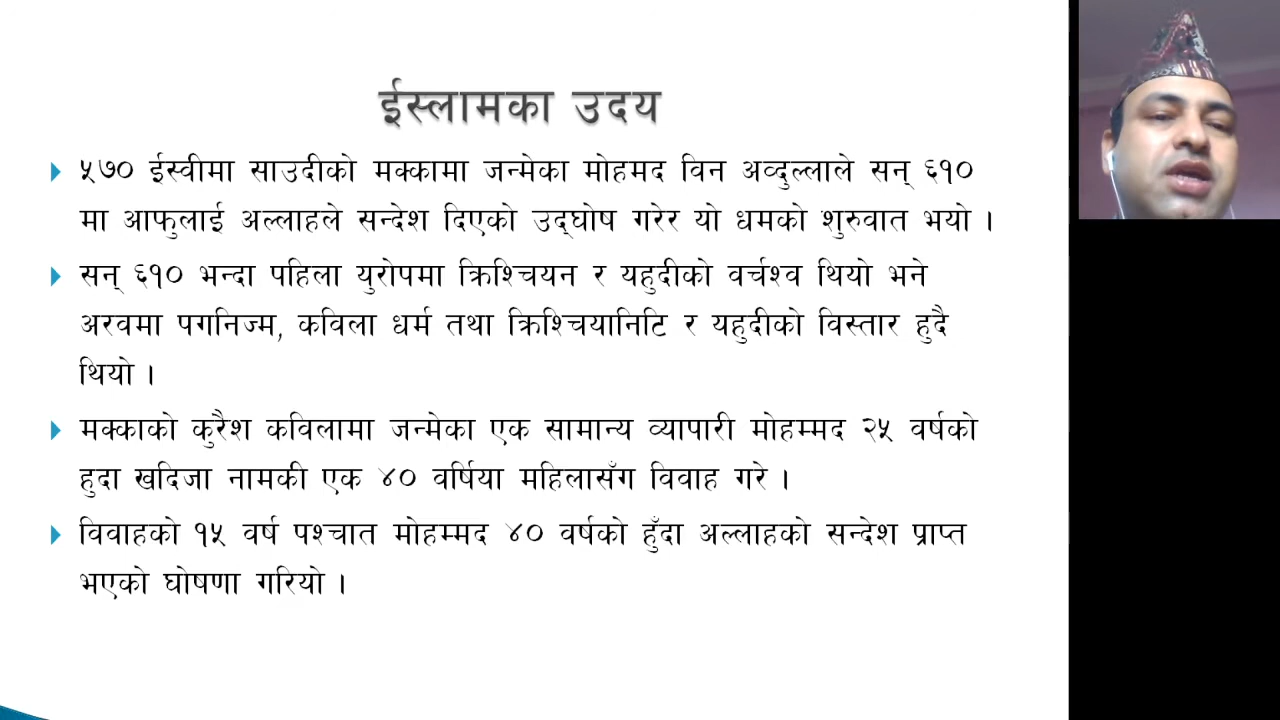 ईस्लामका उदय
५७० ईस्वीमा साउदीको मक्कामा जन्मेका मोहमद विन अव्दुल्लाले सन् ६१०
मा आफुलाई अल्लाहले सन्देश दिएको उद्घोष गरेर यो धमको शुरुवात भयो ।
सन् ६१० भन्दा पहिला युरोपमा क्रिश्चियन र यहुदीको वर्चश्व थियो भने
अरवमा पगनिज्म, कविला धर्म तथा क्रिश्चियानिटि र यहुदीको विस्तार हुदै
थियो ।
मक्काको कुरैश कविलामा जन्मेका एक सामान्य व्यापारी मोहम्मद २५ वर्षको
हुदा खदिजा नामकी एक ४० वर्षिया महिलासँग विवाह गरे ।
विवाहको १५ वर्ष पश्चात मोहम्मद ४० वर्षको हुँदा अल्लाहको सन्देश प्राप्त
भएको घोषणा गरियो ।